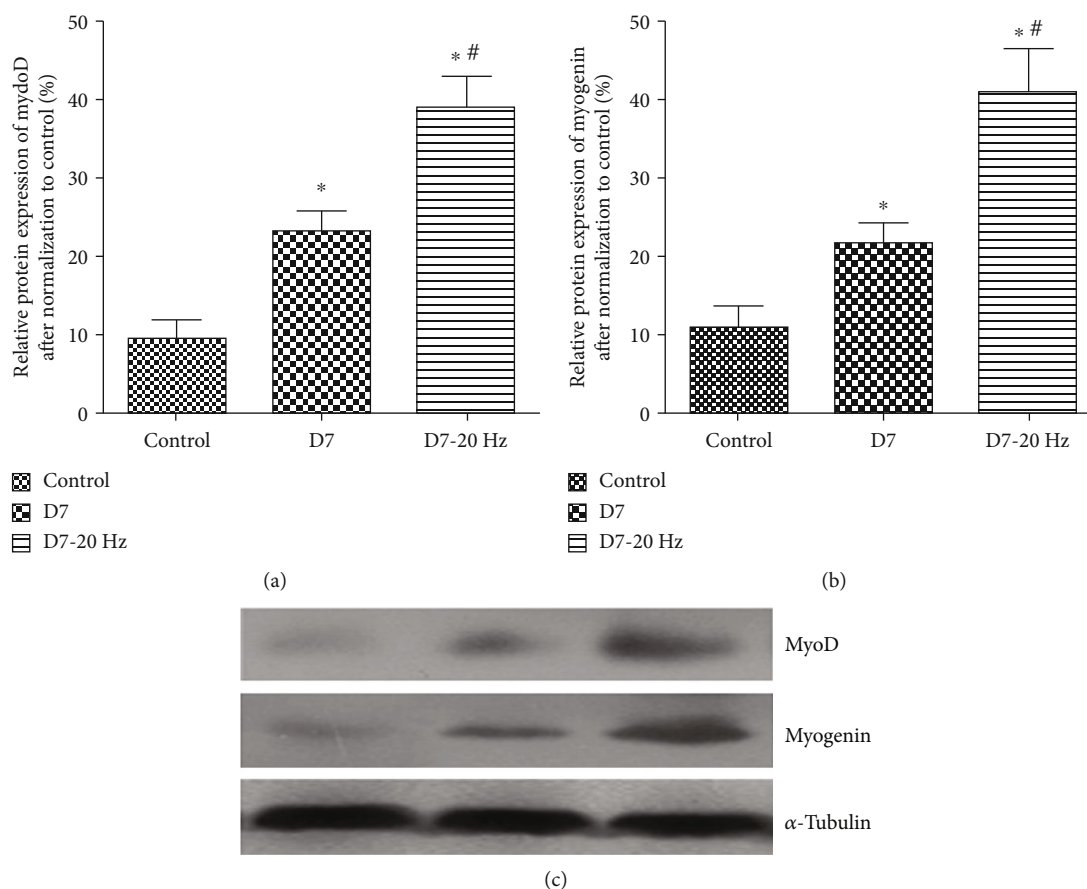 Relative protein expression of mydoD
after normalization to control (%)
50
40
30
20
10
0
*
* #
Control
D7
D7-20 Hz
Control
D7
D7-20 Hz
(a)
Relative protein expression of myogenin
after normalization to control (%)
50
40
30
20
10
0
*
* #
Control
D7
D7-20 Hz
Control
D7
D7-20 Hz
(b)
MyoD
Myogenin
α-Tubulin
(c)